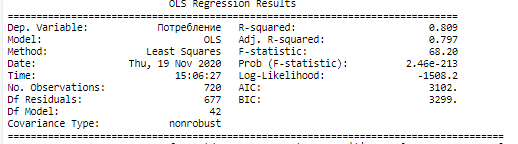 OLS Regression Results
==============================================================================
Dep. Variable: Потребление R-squared: 0.809
Model: OLS Adj. R-squared: 0.797
Method: Least Squares F-statistic: 68.20
Date: Thu, 19 Nov 2020 Prob (F-statistic): 2.46e-213
Time: 15:06:27 Log-Likelihood: -1508.2
No. Observations: 720 AIC: 3102.
Df Residuals: 677 BIC: 3299.
Df Model: 42
Covariance Type: nonrobust